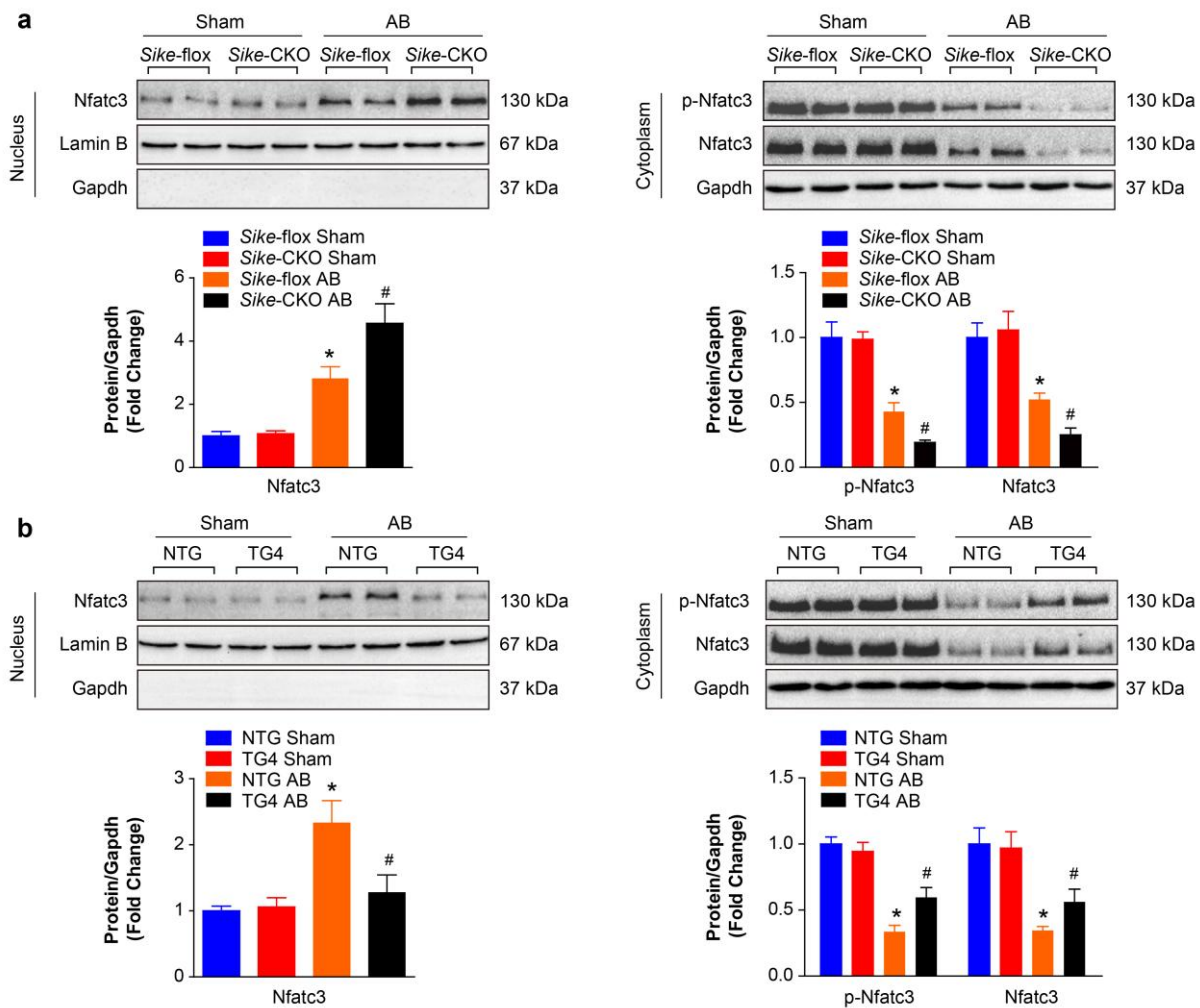 a
Sham AB
Sike-flox Sike-CKO Sike-flox Sike-CKO
Nucleus
Nfatc3 130 kDa
Lamin B 67 kDa
Gapdh 37 kDa
Sike-flox Sham
Sike-CKO Sham
Sike-flox AB
Sike-CKO AB
Protein/Gapdh
(Fold Change)
6
4
2
0
*
#
Nfatc3
Sham AB
Sike-flox Sike-CKO Sike-flox Sike-CKO
Cytoplasm
p-Nfatc3 130 kDa
Nfatc3 130 kDa
Gapdh 37 kDa
Sike-flox Sham
Sike-CKO Sham
Sike-flox AB
Sike-CKO AB
Protein/Gapdh
(Fold Change)
1.5
1.0
0.5
0.0
* # * #
p-Nfatc3 Nfatc3
b
Sham AB
NTG TG4 NTG TG4
Nucleus
Nfatc3 130 kDa
Lamin B 67 kDa
Gapdh 37 kDa
NTG Sham
TG4 Sham
NTG AB
TG4 AB
Protein/Gapdh
(Fold Change)
3
2
1
0
*
#
Nfatc3
Sham AB
NTG TG4 NTG TG4
Cytoplasm
p-Nfatc3 130 kDa
Nfatc3 130 kDa
Gapdh 37 kDa
NTG Sham
TG4 Sham
NTG AB
TG4 AB
Protein/Gapdh
(Fold Change)
1.5
1.0
0.5
0.0
* # * #
p-Nfatc3 Nfatc3